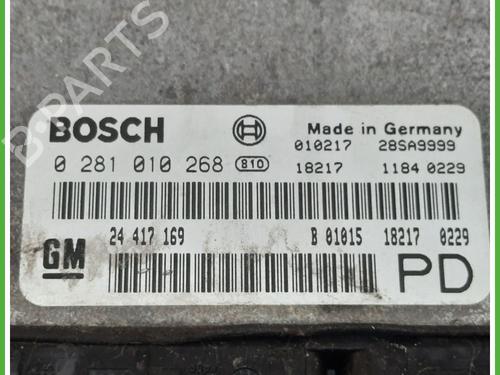 B-PARTS
BOSCH
Made in Germany
010217 28SA9999
0 281 010 268 810 18217 1184 0229
24 417 169 B 01015 18217 0229
GM PD